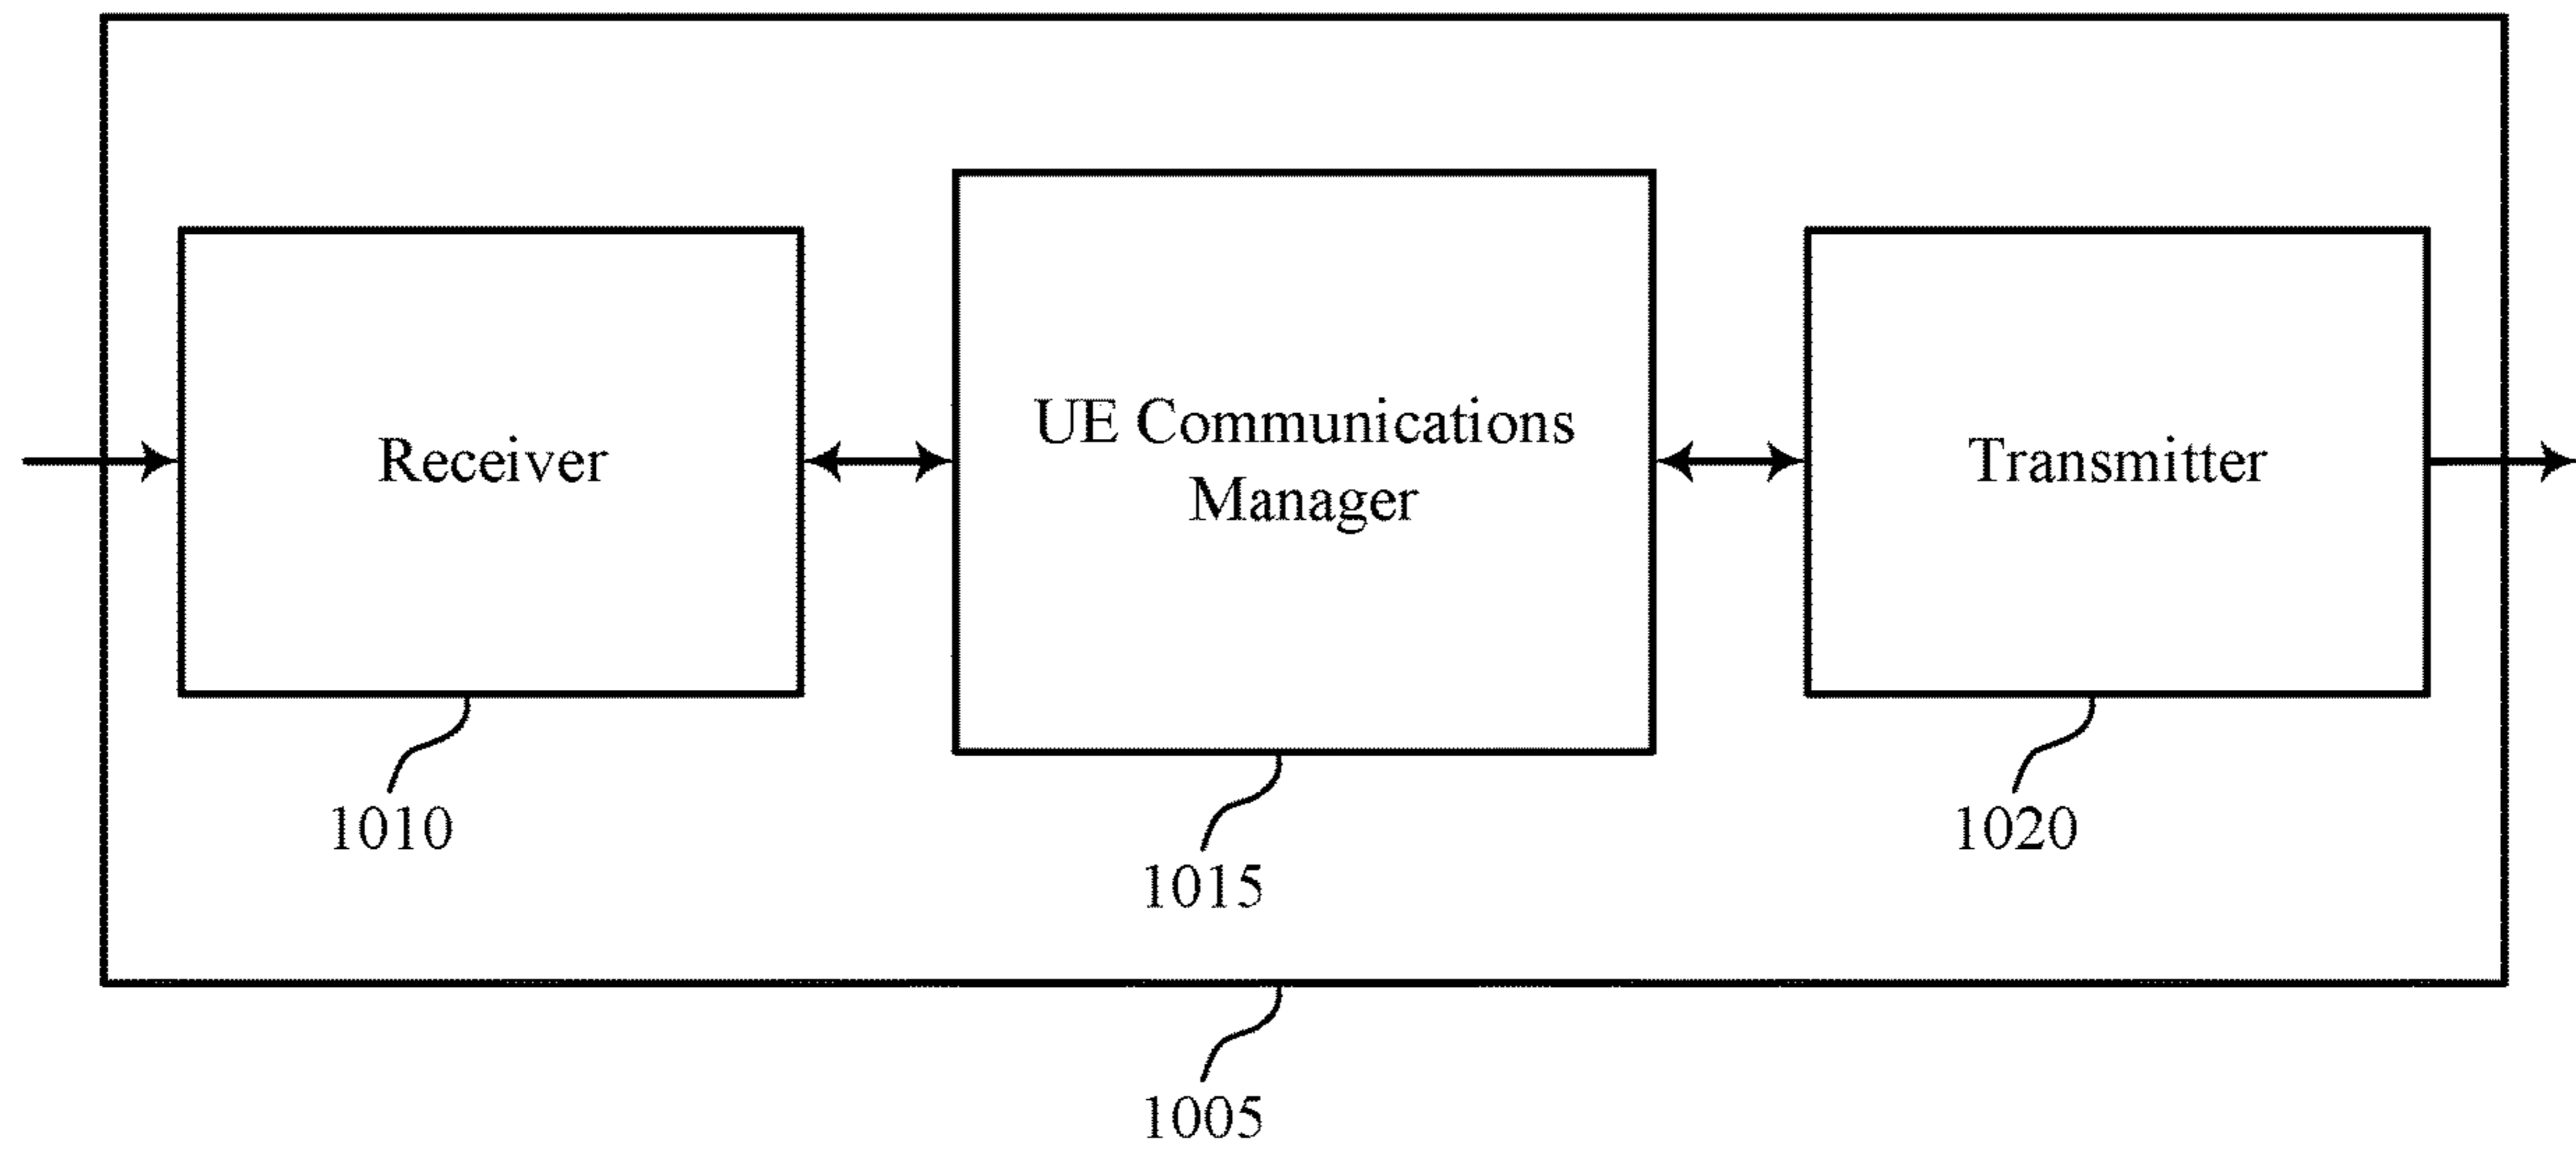 Receiver
UE Communications
Manager
Transmitter
1010
1015
1020
1005